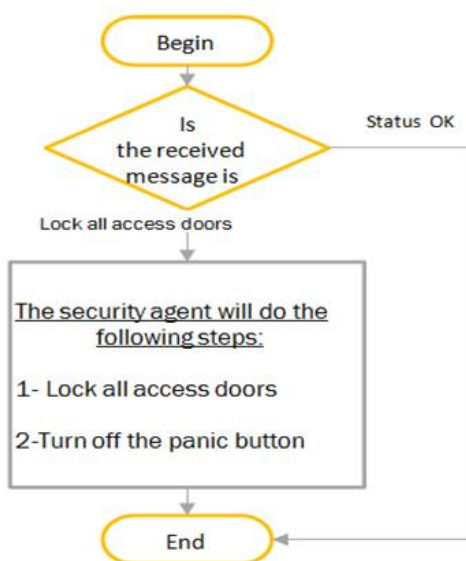 Begin
Is
the received
message is
Status OK
Lock all access doors
The security agent will do the
following steps:
1- Lock all access doors
2-Turn off the panic button
End